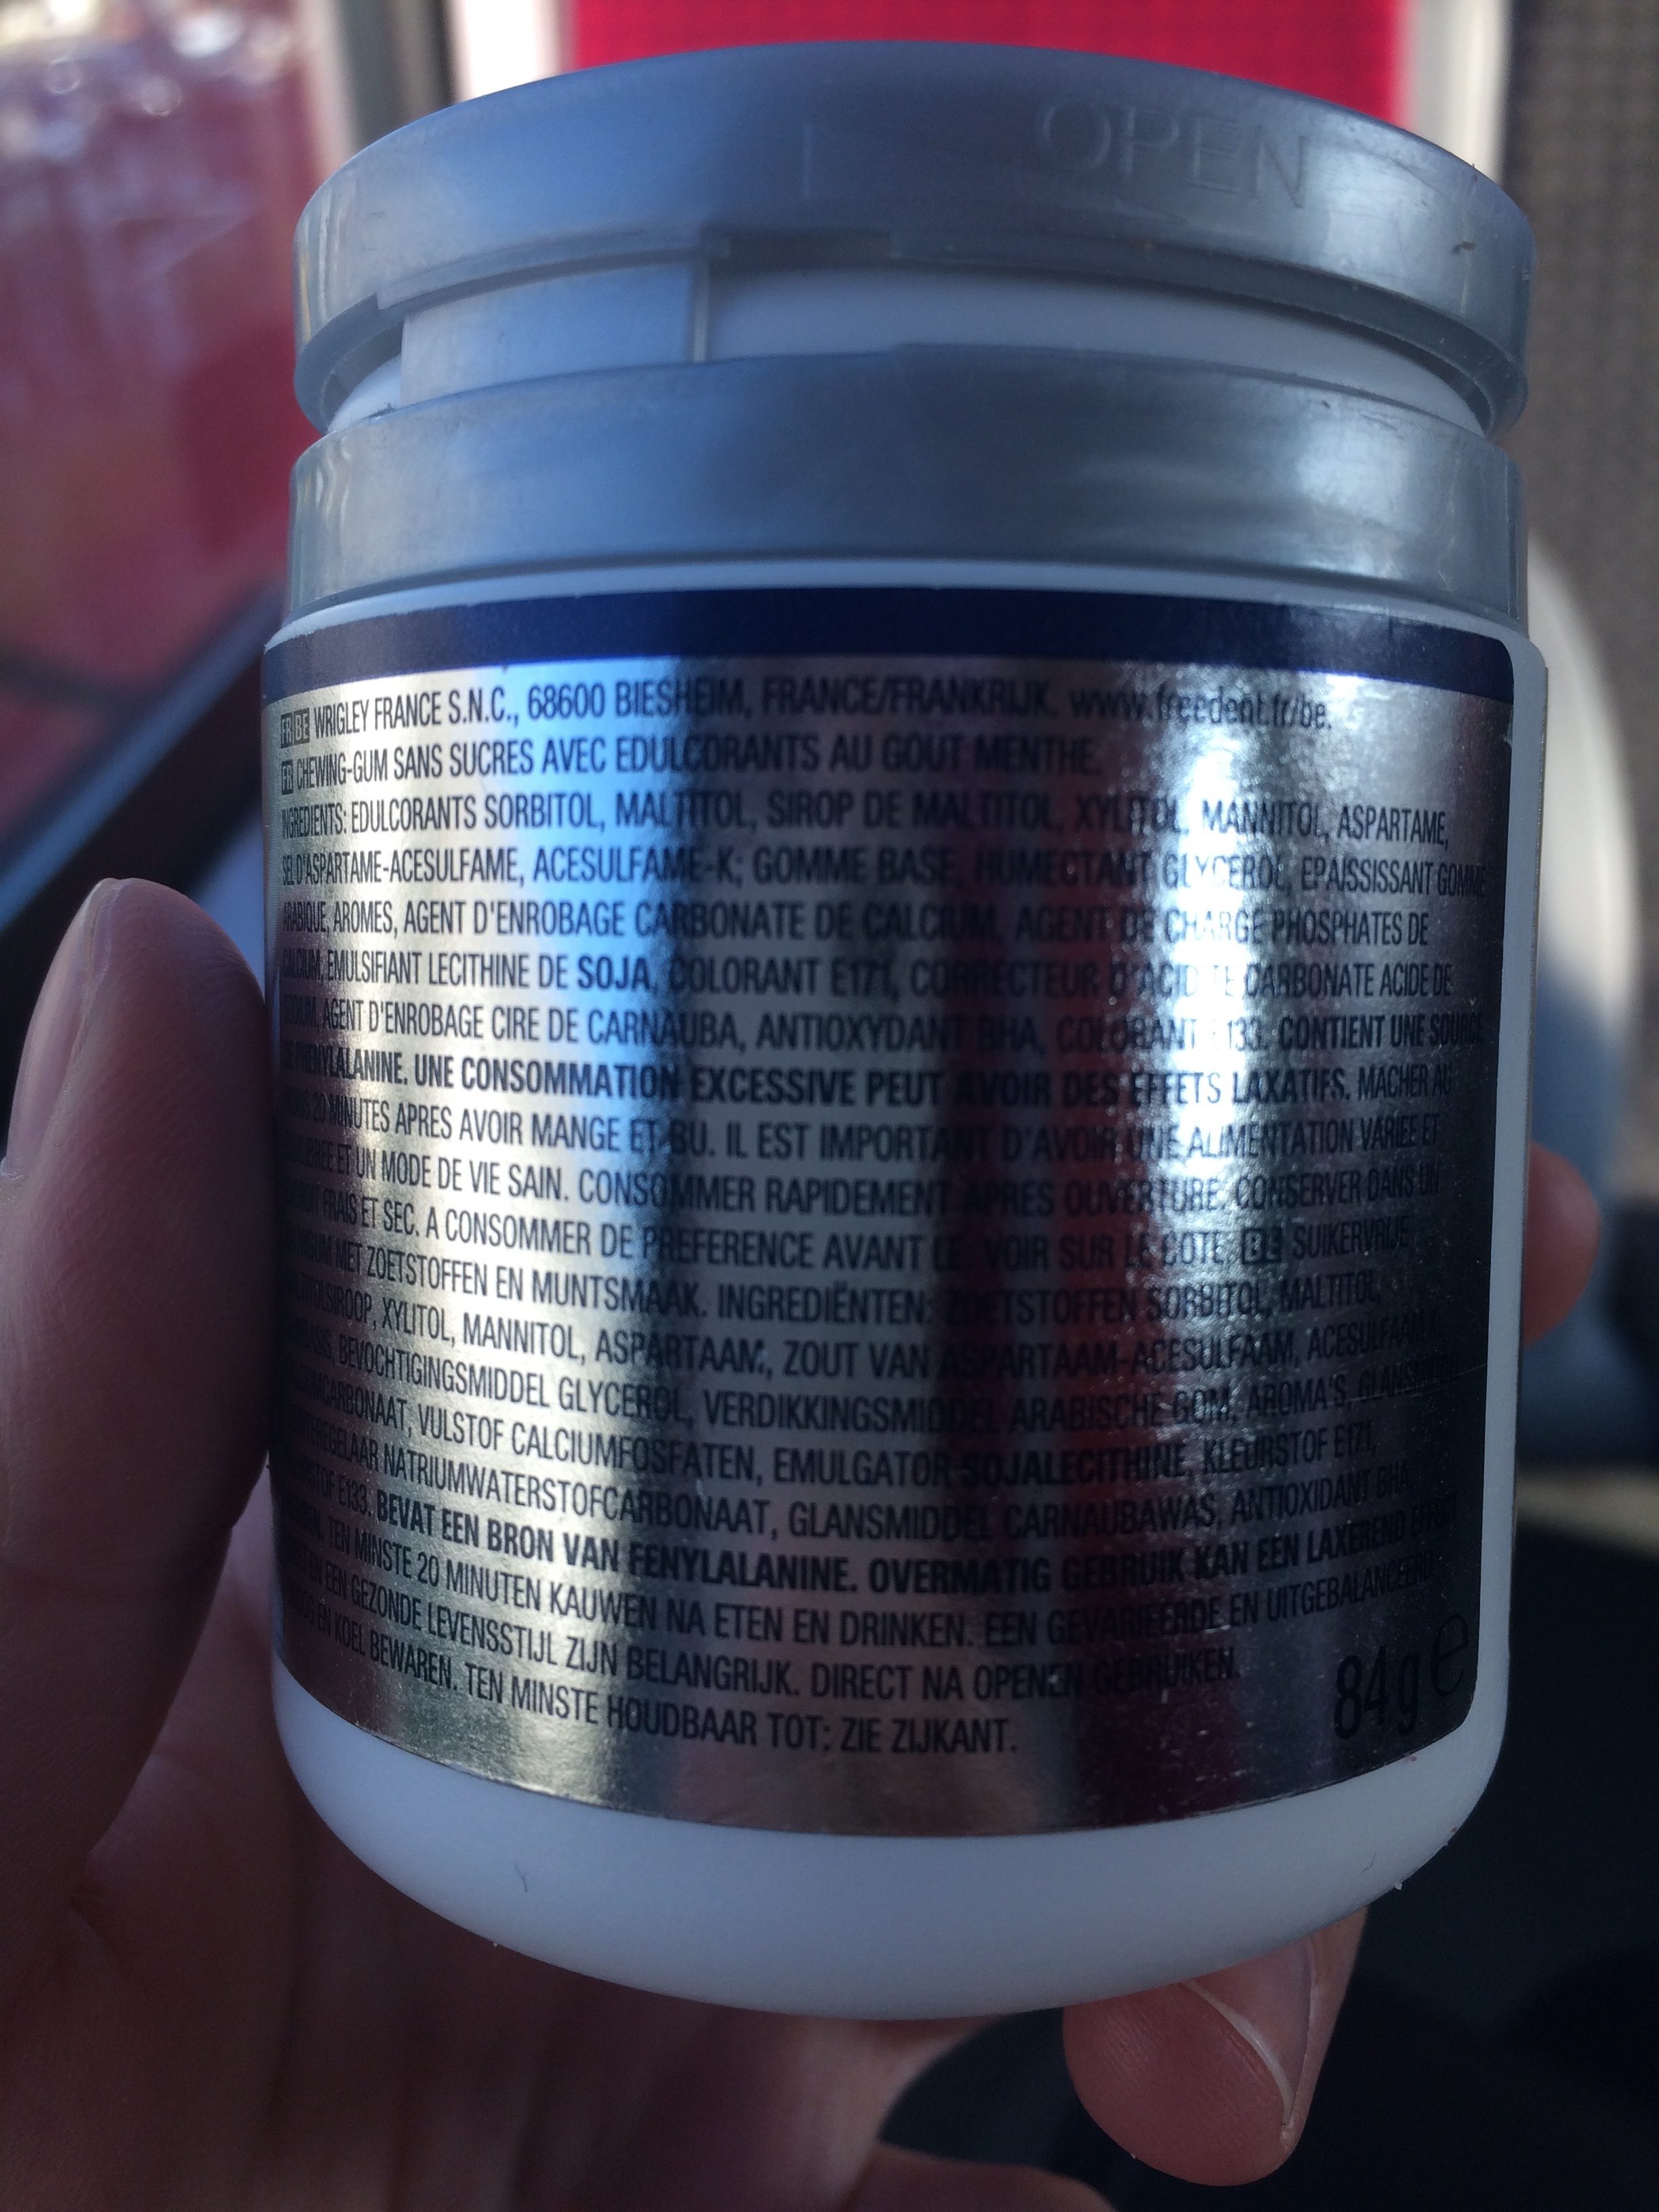 OPEN
FR BE WRIGLEY FRANCE S.N.C., 68600 BIESHEIM, FRANCE/FRANKRIJK. www.freedent.fr/be.
FR CHEWING-GUM SANS SUCRES AVEC EDULCORANTS AU GOUT MENTHE.
INGREDIENTS: EDULCORANTS SORBITOL, MALTITOL, SIROP DE MALTITOL, XYLITOL, MANNITOL, ASPARTAME,
SEL D'ASPARTAME-ACESULFAME, ACESULFAME-K; GOMME BASE, HUMECTANT GLYCEROL, EPAISSISSANT GOMME
ARABIQUE, AROMES, AGENT D'ENROBAGE CARBONATE DE CALCIUM, AGENT DE CHARGE PHOSPHATES DE
CALCIUM, EMULSIFIANT LECITHINE DE SOJA, COLORANT E171, CORRECTEUR D'ACIDITE CARBONATE ACIDE DE
SODIUM, AGENT D'ENROBAGE CIRE DE CARNAUBA, ANTIOXYDANT BHA, COLORANT E133. CONTIENT UNE SOURCE
DE PHENYLALANINE. UNE CONSOMMATION EXCESSIVE PEUT AVOIR DES EFFETS LAXATIFS. MACHER AU
MOINS 20 MINUTES APRES AVOIR MANGE ET BU. IL EST IMPORTANT D'AVOIR UNE ALIMENTATION VARIEE ET
EQUILIBREE ET UN MODE DE VIE SAIN. CONSOMMER RAPIDEMENT APRES OUVERTURE. CONSERVER DANS UN
ENDROIT FRAIS ET SEC. A CONSOMMER DE PREFERENCE AVANT LE: VOIR SUR LE COTE. BE SUIKERVRIJE
MET ZOETSTOFFEN EN MUNTSMAAK. INGREDIËNTEN: ZOETSTOFFEN SORBITOL, MALTITOL,
MALTITOLSIROOP, XYLITOL, MANNITOL, ASPARTAAM, ZOUT VAN ASPARTAAM-ACESULFAAM, ACESULFAAM-K,
BEVOCHTIGINGSMIDDEL GLYCEROL, VERDIKKINGSMIDDEL ARABISCHE GOM, AROMA'S, GLANSMIDDEL
CALCIUMCARBONAAT, VULSTOF CALCIUMFOSFATEN, EMULGATOR SOJALECITHINE, KLEURSTOF E171,
NATRIUMWATERSTOFCARBONAAT, GLANSMIDDEL CARNAUBAWAS, ANTIOXIDANT BHA,
KLEURSTOF E133. BEVAT EEN BRON VAN FENYLALANINE. OVERMATIG GEBRUIK KAN EEN LAXEREND EFFECT
TEN MINSTE 20 MINUTEN KAUWEN NA ETEN EN DRINKEN. EEN GEVARIEERDE EN UITGEBALANCEERDE
EN EEN GEZONDE LEVENSSTIJL ZIJN BELANGRIJK. DIRECT NA OPENEN GEBRUIKEN.
EN KOEL BEWAREN. TEN MINSTE HOUDBAAR TOT: ZIE ZIJKANT.
84g e